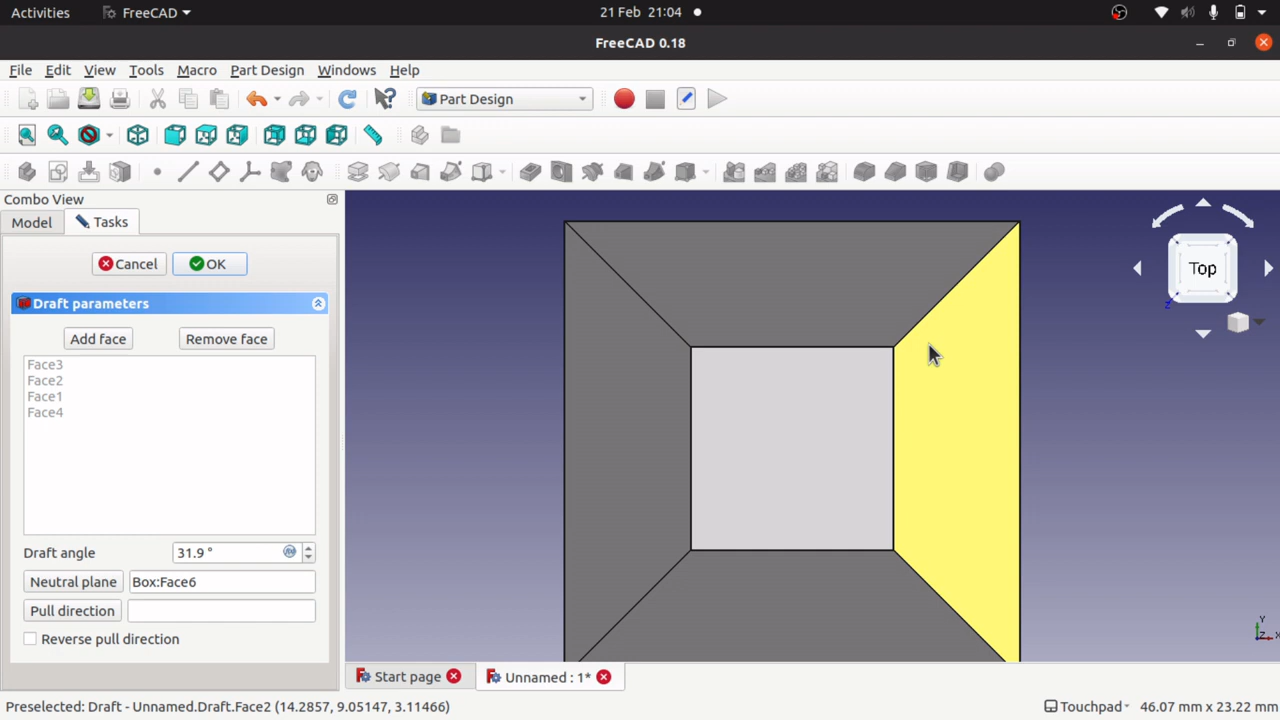 Activities FreeCAD 21 Feb 21:04
FreeCAD 0.18
File Edit View Tools Macro Part Design Windows Help
Part Design
Combo View
Model Tasks
Top
Cancel OK
Draft parameters
Add face Remove face
Face3
Face2
Face1
Face4
Draft angle 31.9 °
Neutral plane Box:Face6
Pull direction
Reverse pull direction
Y
Z X
Start page Unnamed : 1*
Preselected: Draft - Unnamed.Draft.Face2 (14.2857, 9.05147, 3.11466) Touchpad 46.07 mm x 23.22 mm